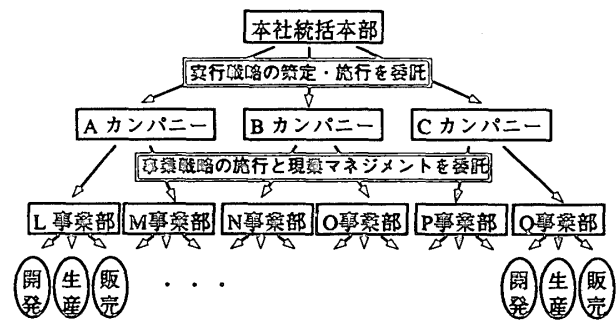 本社統括本部
実行戦略の策定・施行を委託
A カンパニー
B カンパニー
C カンパニー
事業戦略の施行と現業マネジメントを委託
L 事業部
M事業部
N事業部
O事業部
P事業部
Q事業部
開発
生産
販売
・・・
開発
生産
販売